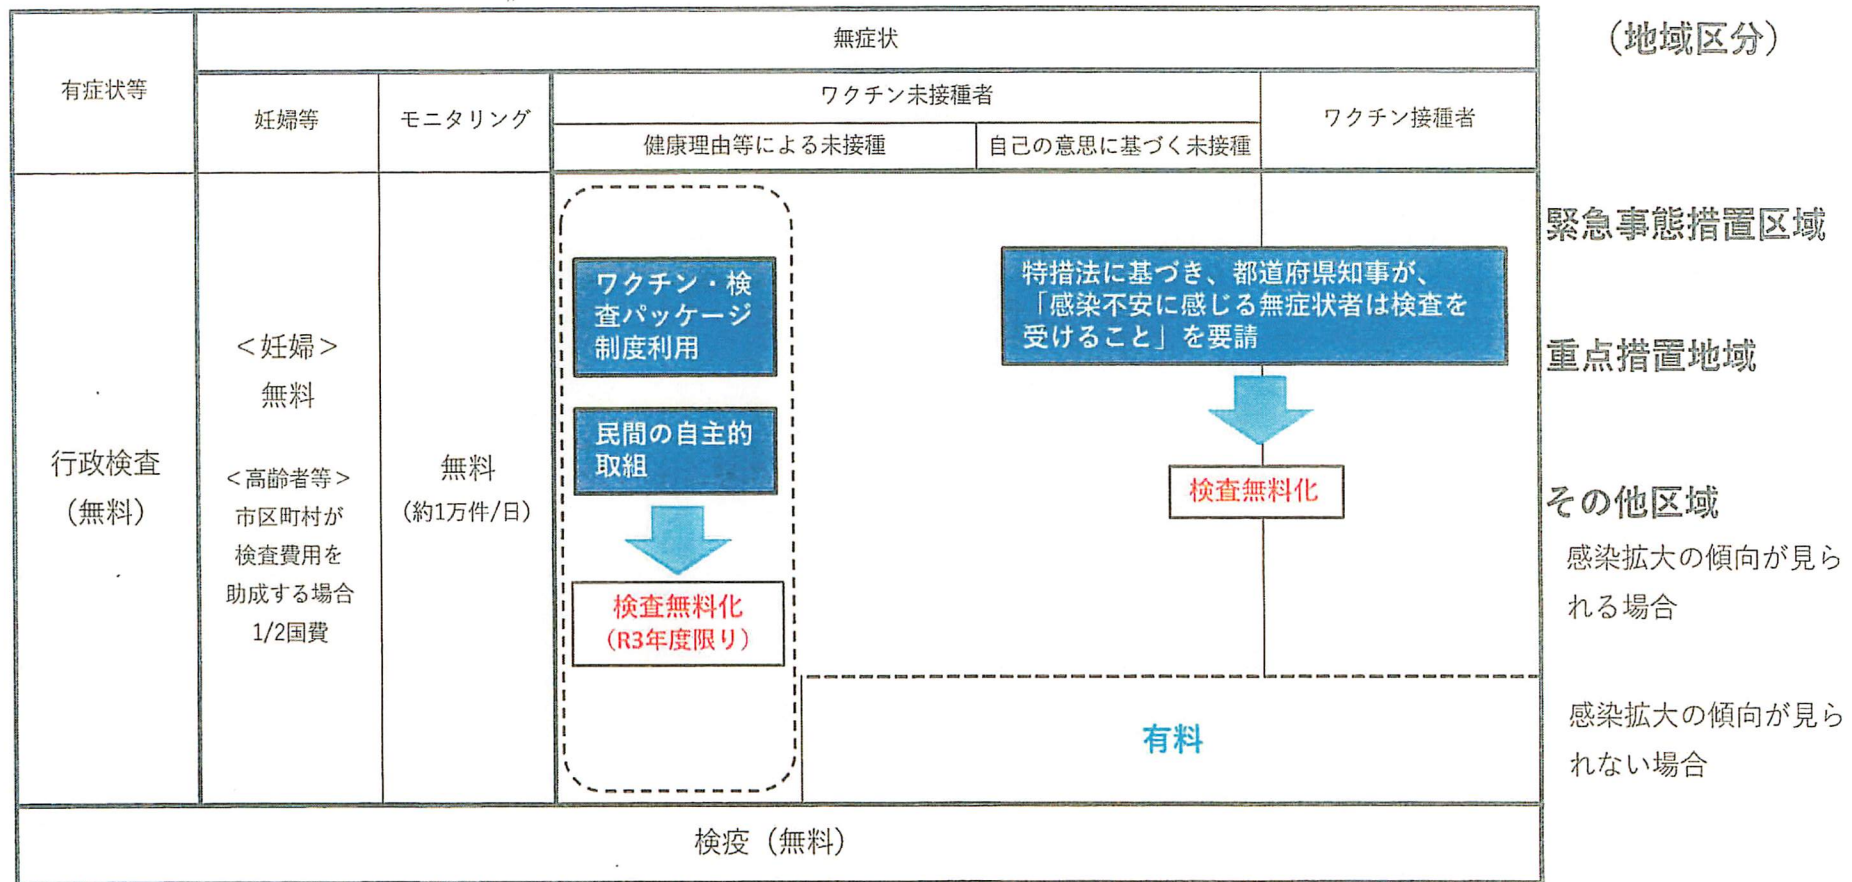 無症状
（地域区分）
有症状等
妊婦等
モニタリング
ワクチン未接種者
ワクチン接種者
健康理由等による未接種
自己の意思に基づく未接種
行政検査
（無料）
＜妊婦＞
無料
＜高齢者等＞
市区町村が
検査費用を
助成する場合
1/2国費
無料
（約1万件/日）
ワクチン・検
査パッケージ
制度利用
民間の自主的
取組
検査無料化
（R3年度限り）
特措法に基づき、都道府県知事が、
「感染不安に感じる無症状者は検査を
受けること」を要請
検査無料化
有料
緊急事態措置区域
重点措置地域
その他区域
感染拡大の傾向が見ら
れる場合
感染拡大の傾向が見ら
れない場合
検疫（無料）